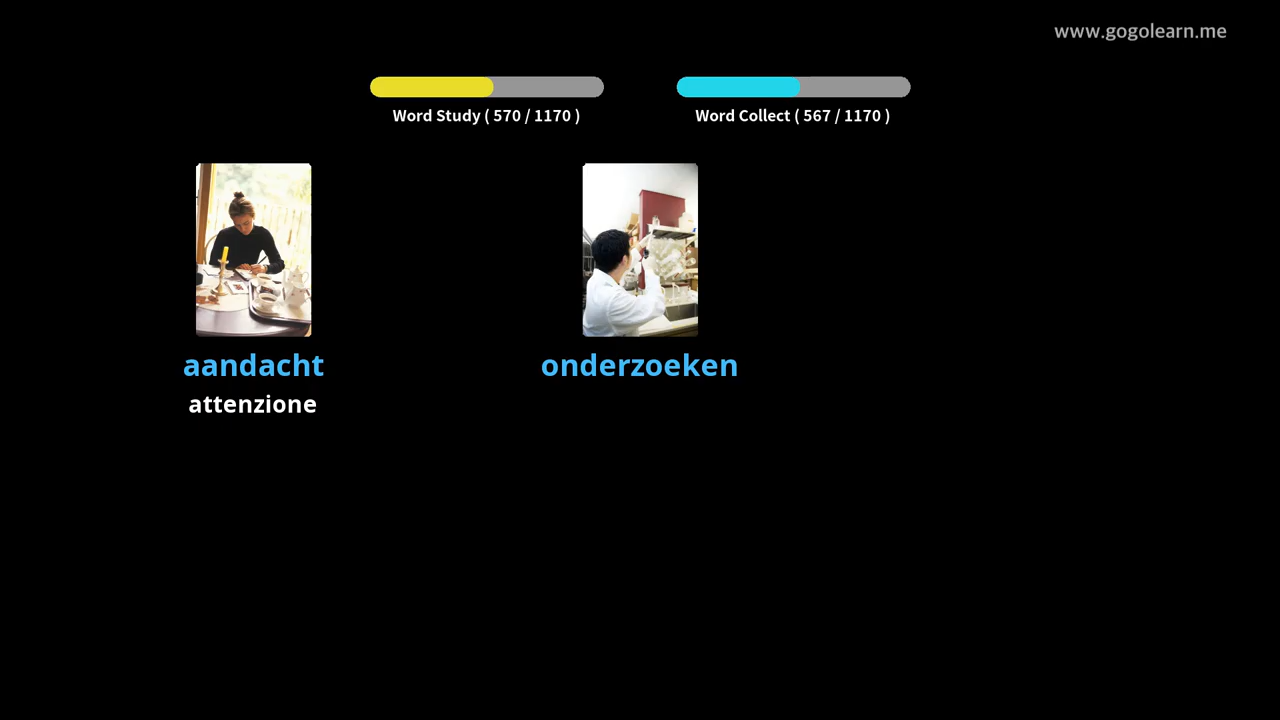 www.gogolearn.me
Word Study ( 570 / 1170 )
Word Collect ( 567 / 1170 )
aandacht
onderzoeken
attenzione